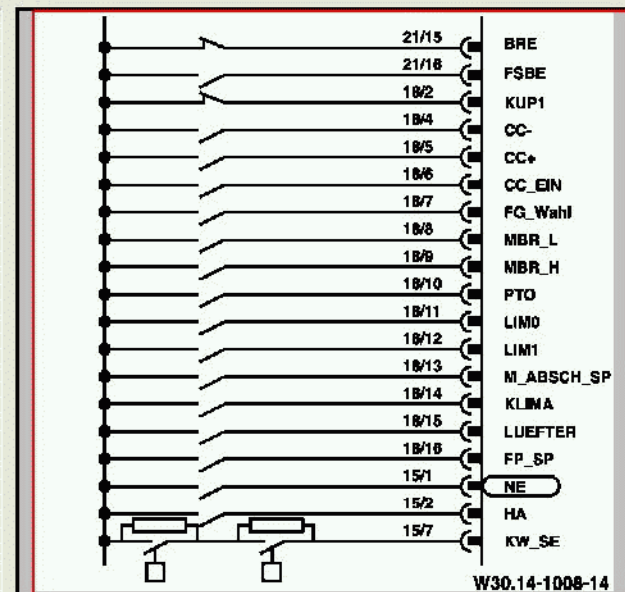 21/15 BRE
21/16 FSBE
18/2 KUP1
18/4 CC-
18/5 CC+
18/6 CC_EIN
18/7 FG_Wahl
18/8 MBR_L
18/9 MBR_H
18/10 PTO
18/11 LIM0
18/12 LIM1
18/13 M_ABSCH_SP
18/14 KLIMA
18/15 LUEFTER
18/16 FP_SP
15/1 NE
15/2 HA
15/7 KW_SE
W30.14-1008-14